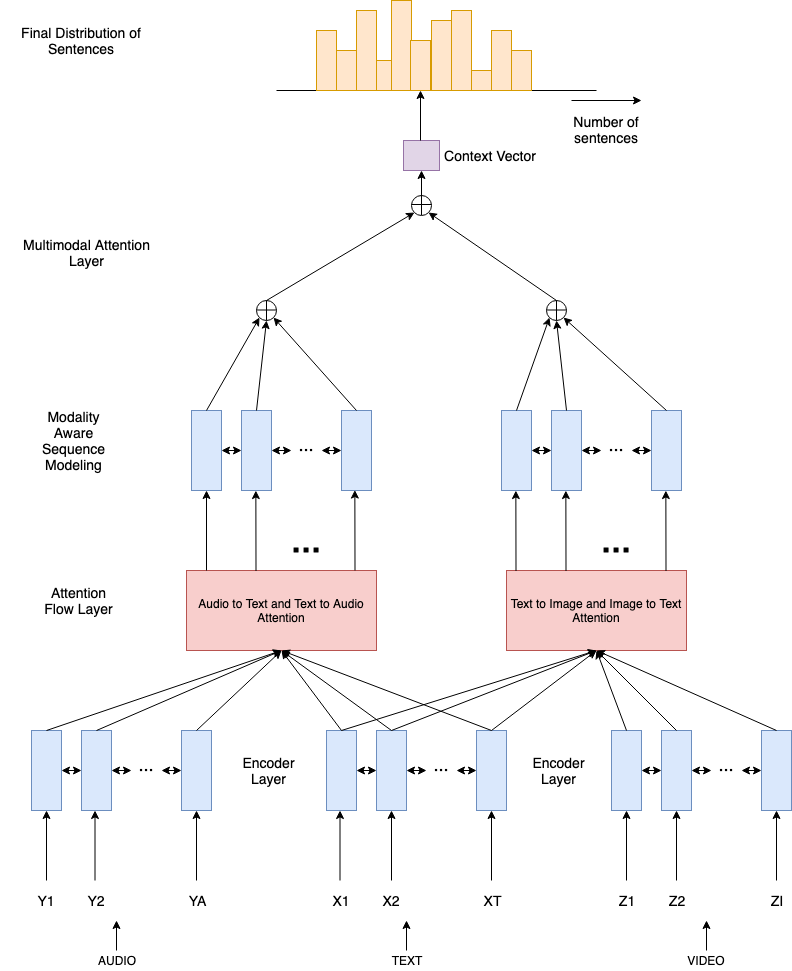 Final Distribution of
Sentences
Number of
sentences
Context Vector
Multimodal Attention
Layer
Modality
Aware
Sequence
Modeling
...
...
...
...
Attention
Flow Layer
Audio to Text and Text to Audio
Attention
Text to Image and Image to Text
Attention
...
Encoder
Layer
...
Encoder
Layer
...
Y1 Y2 YA X1 X2 XT Z1 Z2 ZI
AUDIO TEXT VIDEO